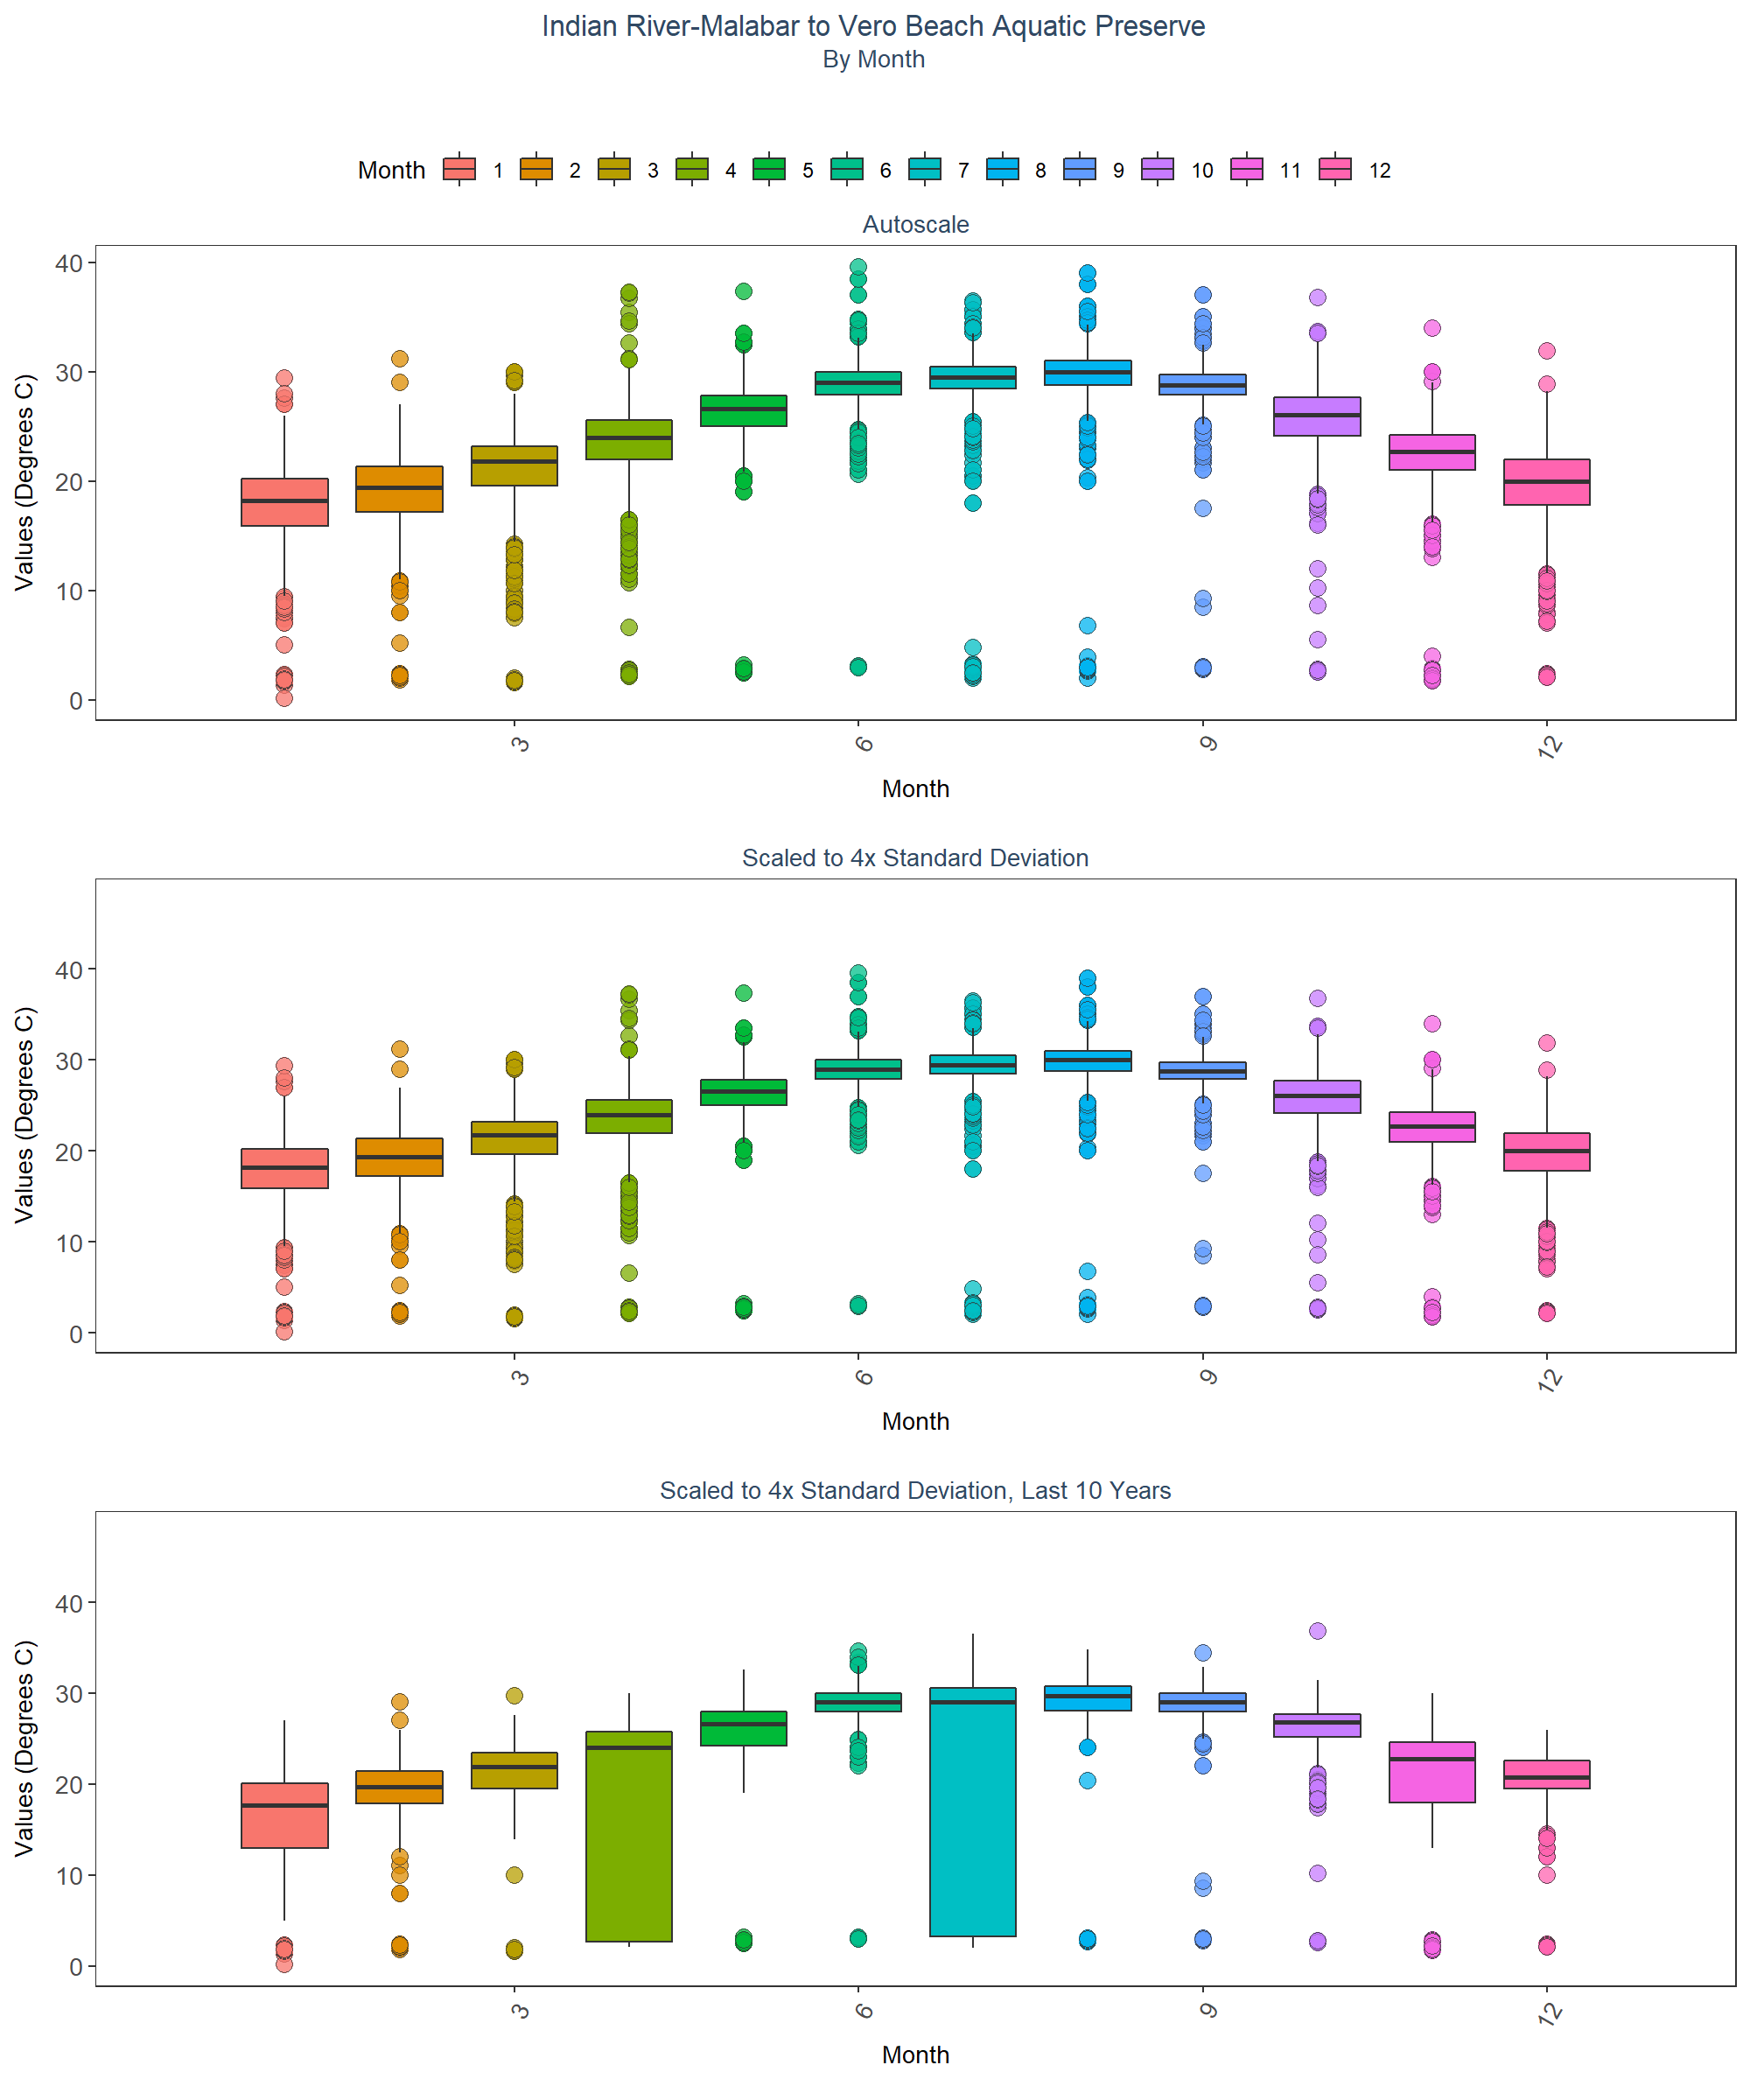 Indian River-Malabar to Vero Beach Aquatic Preserve
By Month
Month 1 2 3 4 5 6 7 8 9 10 11 12
Autoscale
Values (Degrees C)
40
30
20
10
0
3 6 9 12
Month
Scaled to 4x Standard Deviation
Values (Degrees C)
40
30
20
10
0
3 6 9 12
Month
Scaled to 4x Standard Deviation, Last 10 Years
Values (Degrees C)
40
30
20
10
0
3 6 9 12
Month